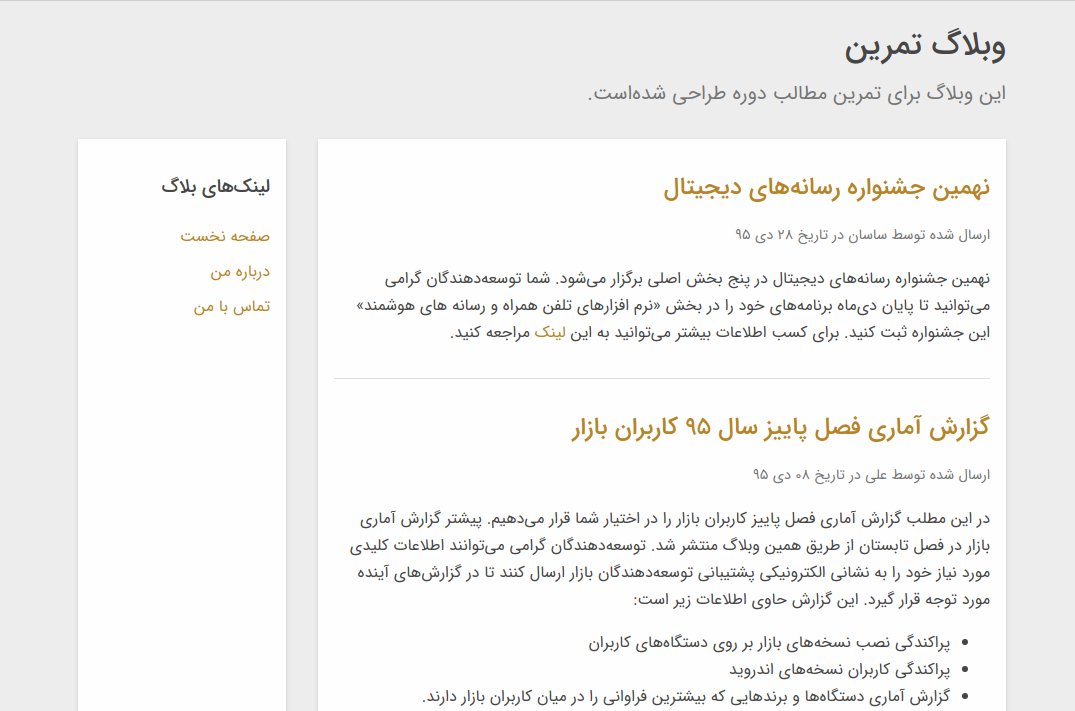 وبلاگ تمرین
این وبلاگ برای تمرین مطالب دوره طراحی شده‌است.
نهمین جشنواره رسانه‌های دیجیتال
ارسال شده توسط ساسان در تاریخ ۲۸ دی ۹۵
نهمین جشنواره رسانه‌های دیجیتال در پنج بخش اصلی برگزار می‌شود. شما توسعه‌دهندگان گرامی
می‌توانید تا پایان دی‌ماه برنامه‌های خود را در بخش «نرم افزارهای تلفن همراه و رسانه های هوشمند»
این جشنواره ثبت کنید. برای کسب اطلاعات بیشتر می‌توانید به این لینک مراجعه کنید.
گزارش آماری فصل پاییز سال ۹۵ کاربران بازار
ارسال شده توسط علی در تاریخ ۰۸ دی ۹۵
در این مطلب گزارش آماری فصل پاییز کاربران بازار را در اختیار شما قرار می‌دهیم. پیشتر گزارش آماری
بازار در فصل تابستان از طریق همین وبلاگ منتشر شد. توسعه‌دهندگان گرامی می‌توانند اطلاعات کلیدی
مورد نیاز خود را به نشانی الکترونیکی پشتیبانی توسعه‌دهندگان بازار ارسال کنند تا در گزارش‌های آینده
مورد توجه قرار گیرد. این گزارش حاوی اطلاعات زیر است:
• پراکندگی نصب نسخه‌های بازار بر روی دستگاه‌های کاربران
• پراکندگی کاربران نسخه‌های اندروید
• گزارش آماری دستگاه‌ها و برندهایی که بیشترین فراوانی را در میان کاربران بازار دارند.
لینک‌های بلاگ
صفحه نخست
درباره من
تماس با من